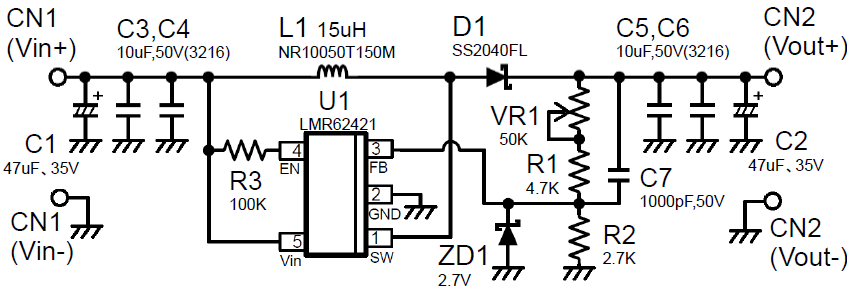 CN1
(Vin+)
C3,C4
10uF,50V(3216)
L1 15uH
NR10050T150M
D1
SS2040FL
C5,C6
10uF,50V(3216)
CN2
(Vout+)
+
C1
47uF、35V
U1
LMR62421
4
EN
3
FB
2
GND
5
Vin
1
SW
R3
100K
VR1
50K
R1
4.7K
C7
1000pF,50V
+
C2
47uF、35V
CN1
(Vin-)
ZD1
2.7V
R2
2.7K
CN2
(Vout-)